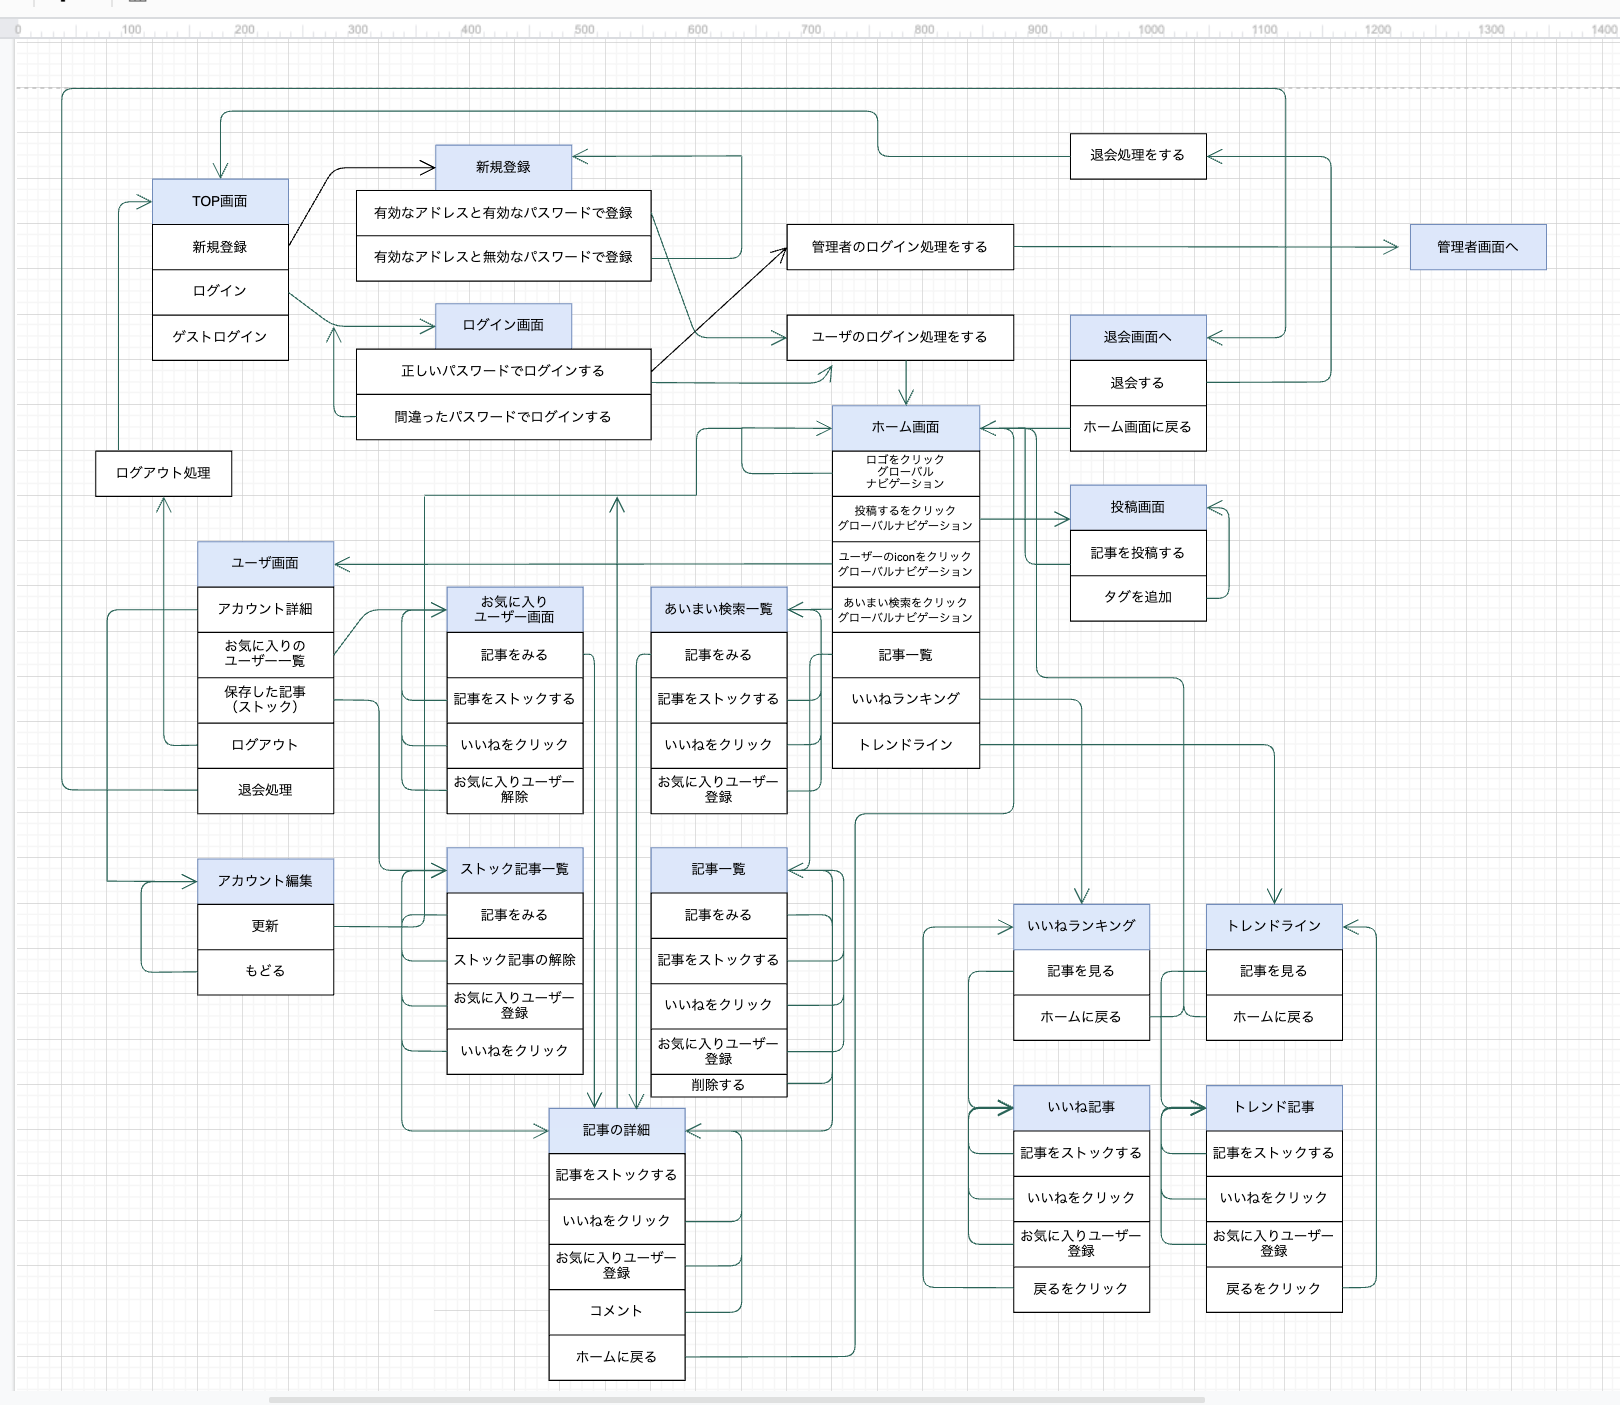 0 100 200 300 400 500 600 700 800 900 1000 1100 1200 1300 1400
退会処理をする
新規登録
有効なアドレスと有効なパスワードで登録
有効なアドレスと無効なパスワードで登録
TOP画面
新規登録
ログイン
ゲストログイン
管理者のログイン処理をする
管理者画面へ
ログイン画面
正しいパスワードでログインする
間違ったパスワードでログインする
ユーザのログイン処理をする
退会画面へ
退会する
ホーム画面に戻る
ログアウト処理
ホーム画面
ロゴをクリック
グローバル
ナビゲーション
投稿するをクリック
グローバルナビゲーション
ユーザーのiconをクリック
グローバルナビゲーション
あいまい検索をクリック
グローバルナビゲーション
記事一覧
いいねランキング
トレンドライン
投稿画面
記事を投稿する
タグを追加
ユーザ画面
アカウント詳細
お気に入りの
ユーザー一覧
保存した記事
（ストック）
ログアウト
退会処理
お気に入り
ユーザー画面
記事をみる
記事をストックする
いいねをクリック
お気に入りユーザー
解除
あいまい検索一覧
記事をみる
記事をストックする
いいねをクリック
お気に入りユーザー
登録
アカウント編集
更新
もどる
ストック記事一覧
記事をみる
ストック記事の解除
お気に入りユーザー
登録
いいねをクリック
記事一覧
記事をみる
記事をストックする
いいねをクリック
お気に入りユーザー
登録
削除する
いいねランキング
記事を見る
ホームに戻る
トレンドライン
記事を見る
ホームに戻る
記事の詳細
記事をストックする
いいねをクリック
お気に入りユーザー
登録
コメント
ホームに戻る
いいね記事
記事をストックする
いいねをクリック
お気に入りユーザー
登録
戻るをクリック
トレンド記事
記事をストックする
いいねをクリック
お気に入りユーザー
登録
戻るをクリック